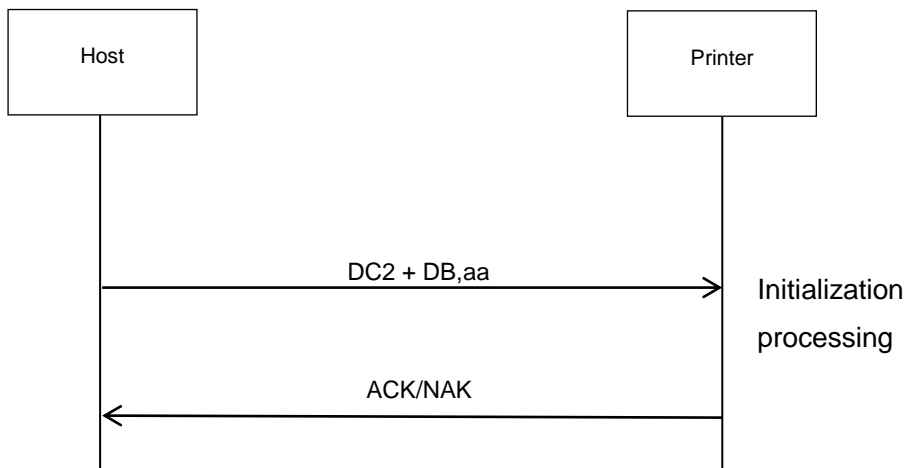 Host
Printer
DC2 + DB,aa
Initialization
processing
ACK/NAK